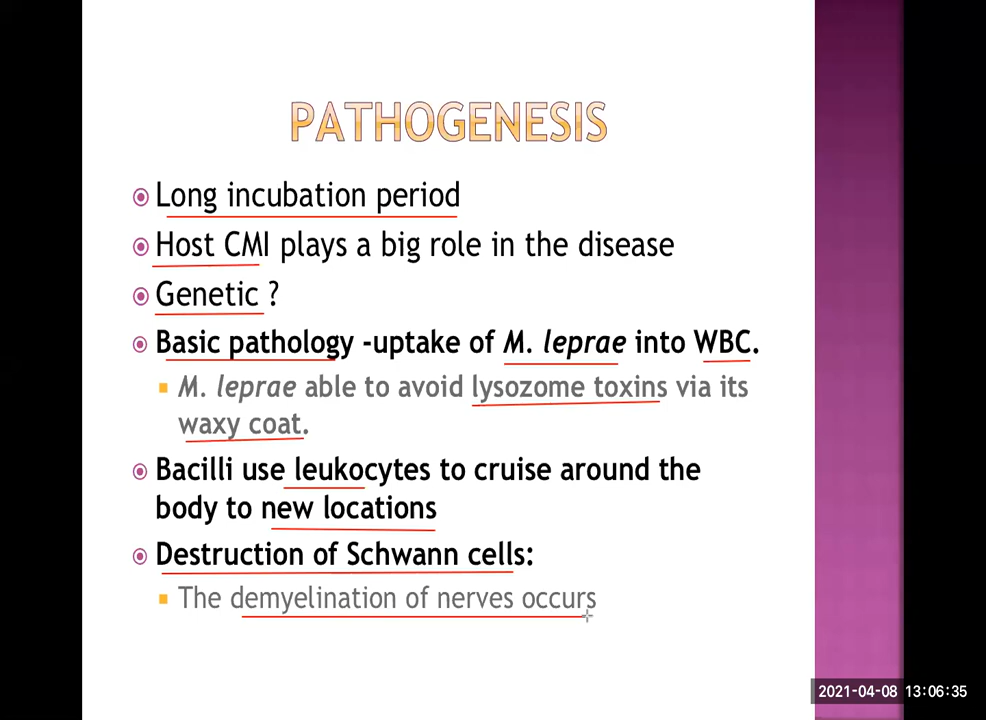 PATHOGENESIS
Long incubation period
Host CMI plays a big role in the disease
Genetic ?
Basic pathology -uptake of M. leprae into WBC.
M. leprae able to avoid lysozome toxins via its
waxy coat.
Bacilli use leukocytes to cruise around the
body to new locations
Destruction of Schwann cells:
The demyelination of nerves occurs
2021-04-08 13:06:35